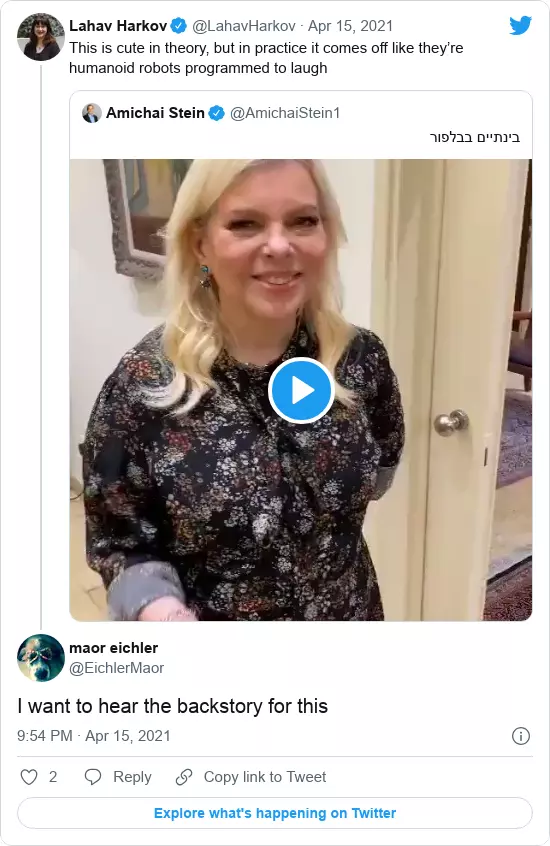 Lahav Harkov @LahavHarkov · Apr 15, 2021
This is cute in theory, but in practice it comes off like they’re
humanoid robots programmed to laugh
Amichai Stein @AmichaiStein1
בינתיים בבלפור
maor eichler
@EichlerMaor
I want to hear the backstory for this
9:54 PM · Apr 15, 2021
2 Reply Copy link to Tweet
Explore what's happening on Twitter